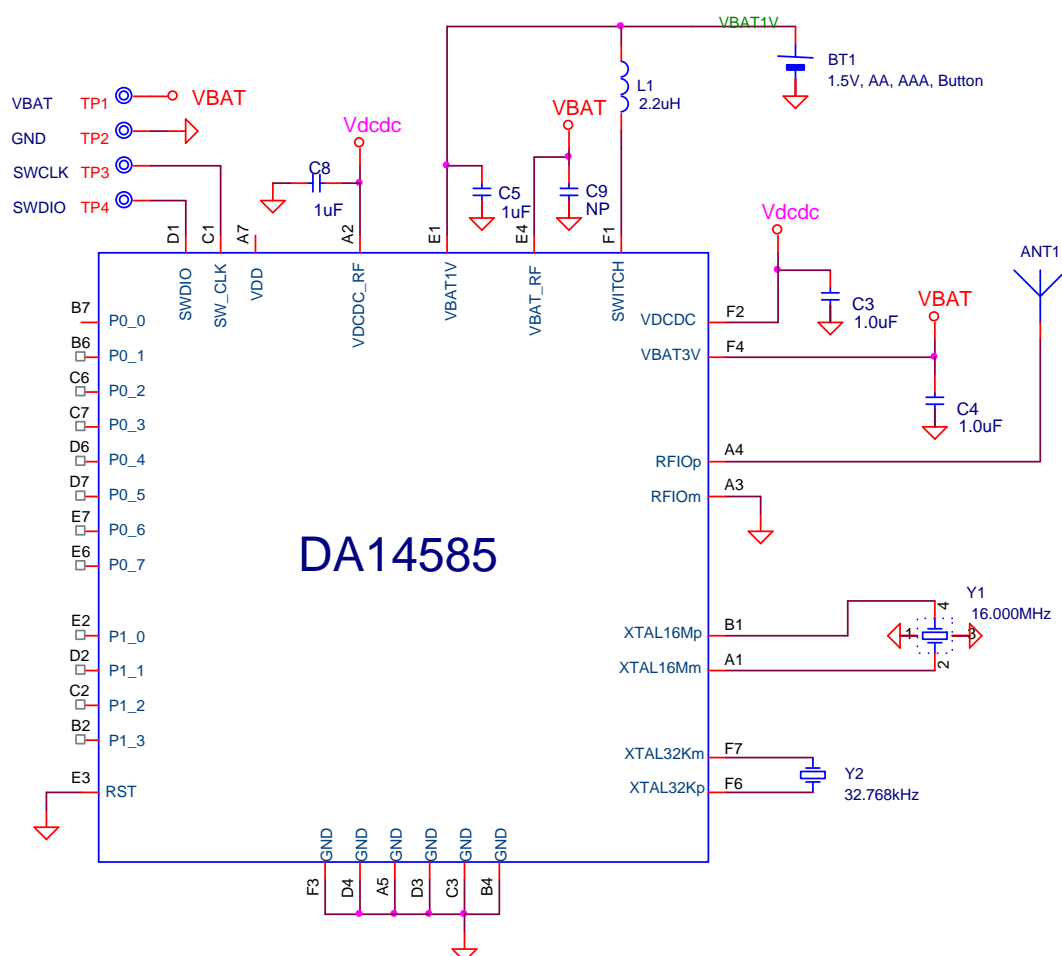 VBAT1V
BT1
1.5V, AA, AAA, Button
L1
2.2uH
VBAT TP1 VBAT
GND TP2
SWCLK TP3
SWDIO TP4
Vdcdc
C8
1uF
C5
1uF
VBAT
C9
NP
Vdcdc
ANT1
D1 C1 A7 A2 E1 E4 F1
SWDIO SW_CLK VDD VDCDC_RF VBAT1V VBAT_RF SWITCH
C3
1.0uF
VBAT
C4
1.0uF
B7 P0_0
B6 P0_1
C6 P0_2
C7 P0_3
D6 P0_4
D7 P0_5
E7 P0_6
E6 P0_7
E2 P1_0
D2 P1_1
C2 P1_2
B2 P1_3
E3 RST
DA14585
VDCDC F2
VBAT3V F4
RFIOp A4
RFIOm A3
XTAL16Mp B1
XTAL16Mm A1
Y1
16.000MHz
4
1 3
2
XTAL32Km F7
XTAL32Kp F6
Y2
32.768kHz
GND GND GND GND GND GND
F3 D4 A5 D3 C3 B4